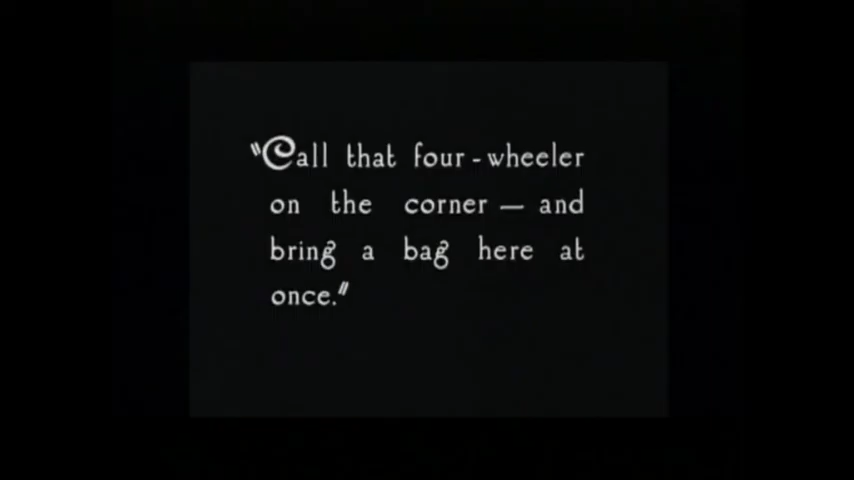 "Call that four-wheeler
on the corner — and
bring a bag here at
once."